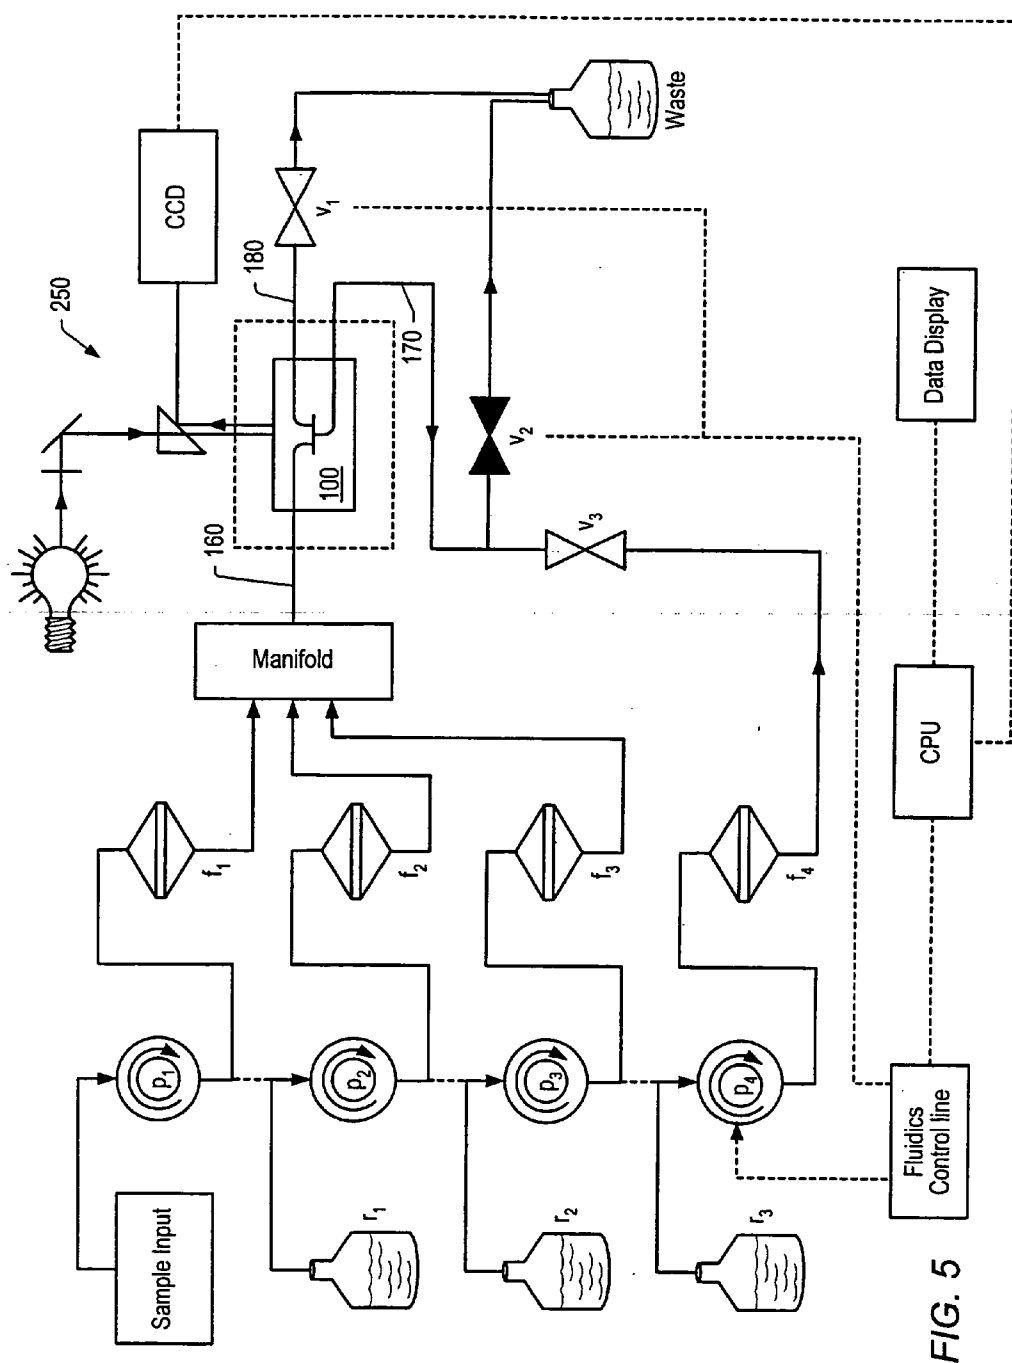 250
CCD
180
v1
Waste
170
100
160
v2
v3
Manifold
Data Display
CPU
f1
f2
f3
f4
p1
p2
p3
p4
Fluidics
Control line
Sample Input
r1
r2
r3
FIG. 5